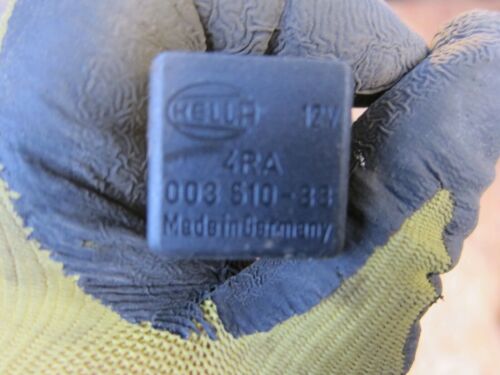 HELLA 12V
4RA
003 510-33
Made in Germany